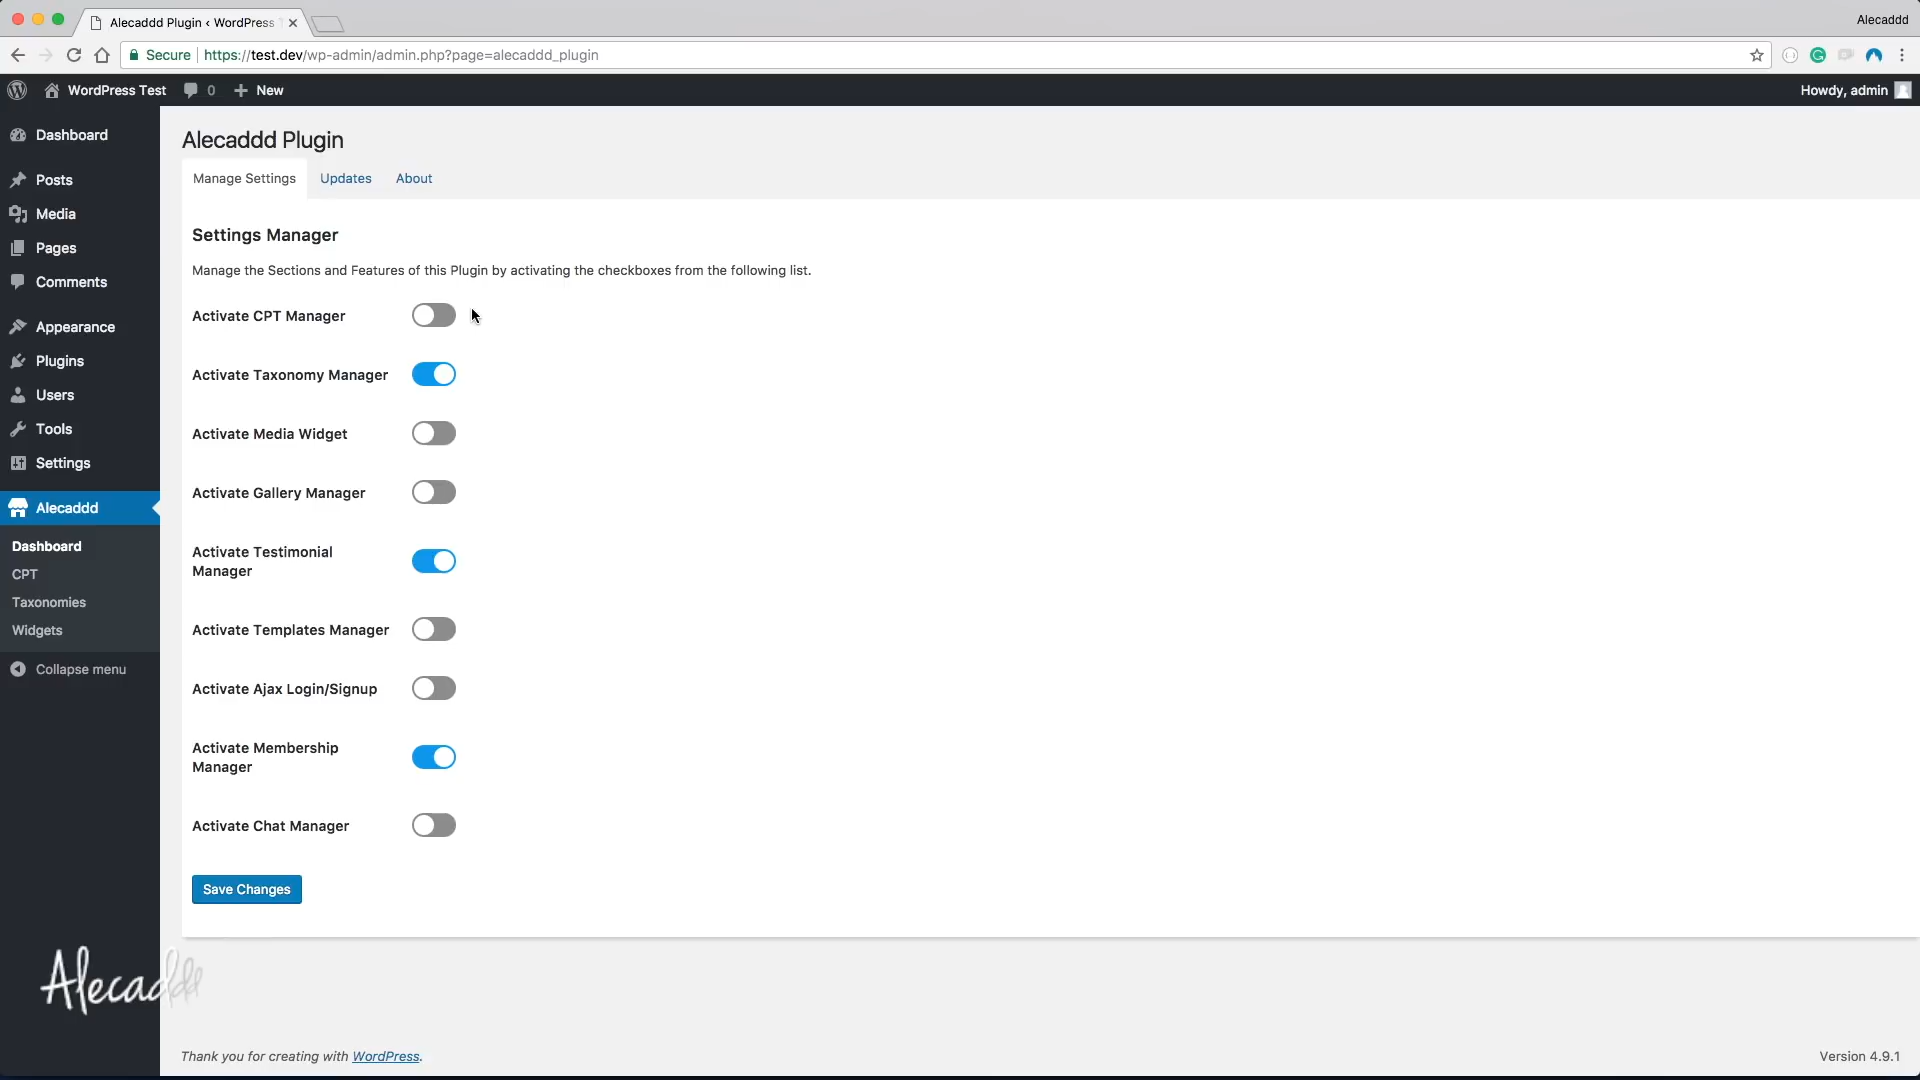 Alecaddd Plugin ‹ WordPress
Alecaddd
Secure
https://test.dev/wp-admin/admin.php?page=alecaddd_plugin
WordPress Test
0
New
Howdy, admin
Dashboard
Posts
Media
Pages
Comments
Appearance
Plugins
Users
Tools
Settings
Alecaddd
Dashboard
CPT
Taxonomies
Widgets
Collapse menu
Alecaddd Plugin
Manage Settings
Updates
About
Settings Manager
Manage the Sections and Features of this Plugin by activating the checkboxes from the following list.
Activate CPT Manager
Activate Taxonomy Manager
Activate Media Widget
Activate Gallery Manager
Activate Testimonial
Manager
Activate Templates Manager
Activate Ajax Login/Signup
Activate Membership
Manager
Activate Chat Manager
Save Changes
Alecaddd
Thank you for creating with WordPress.
Version 4.9.1